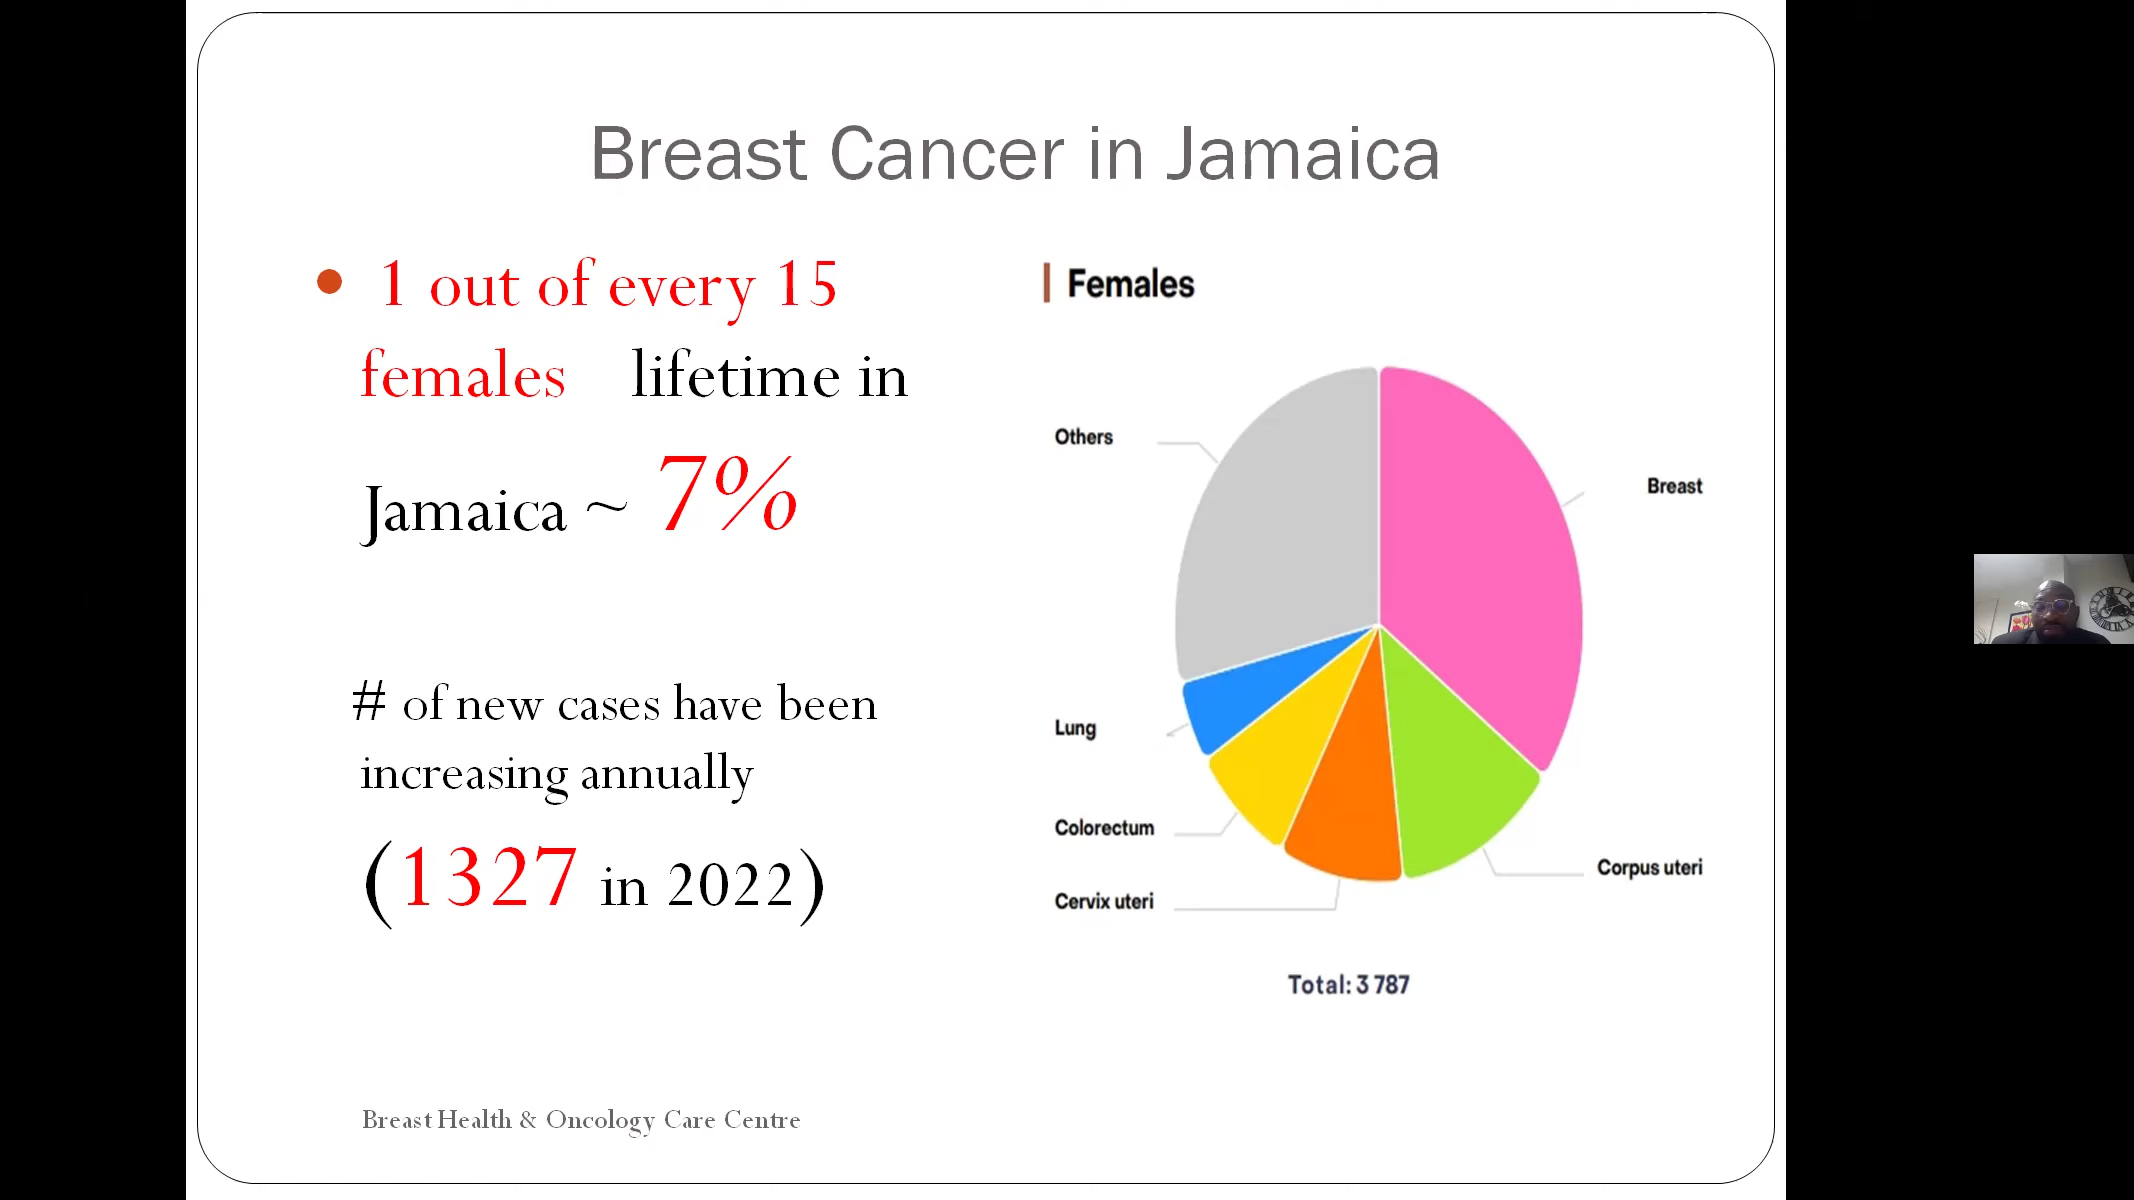 Breast Cancer in Jamaica
1 out of every 15
females lifetime in
Jamaica ~ 7%
# of new cases have been
increasing annually
(1327 in 2022)
Females
Others
Breast
Lung
Colorectum
Corpus uteri
Cervix uteri
Total: 3 787
Breast Health & Oncology Care Centre